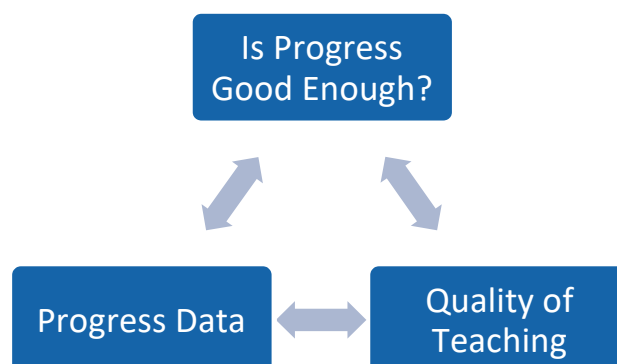 Is Progress
Good Enough?
Progress Data
Quality of
Teaching